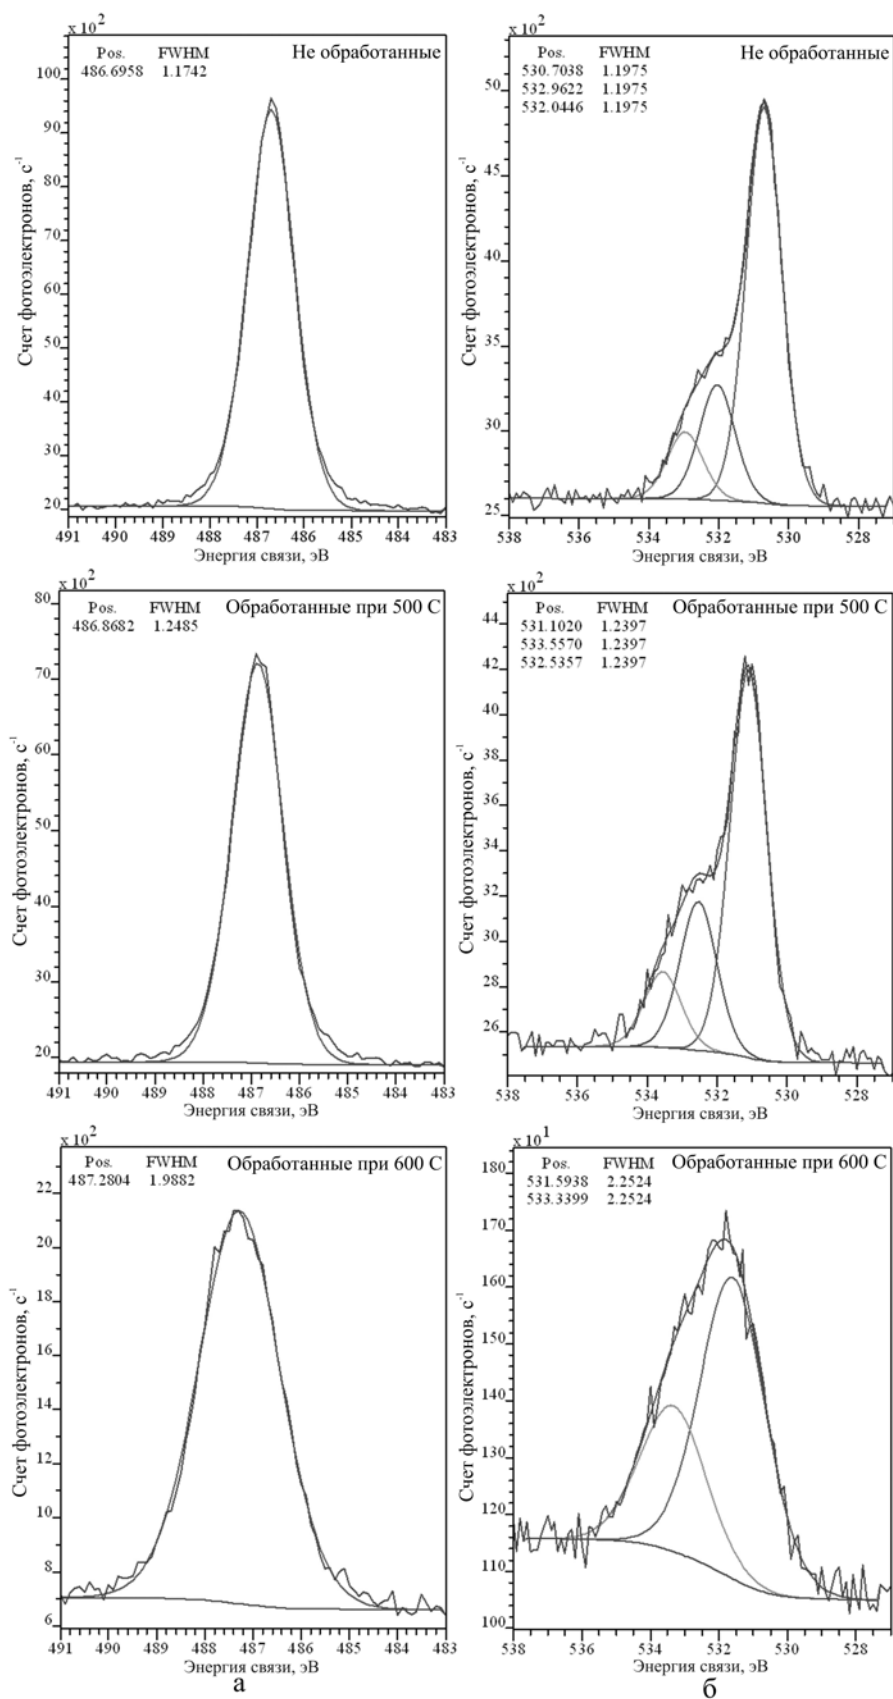 x 10²
Pos. FWHM Не обработанные
486.6958 1.1742
100
90
80
70
60
50
40
30
20
Счет фотоэлектронов, с⁻¹
491 490 489 488 487 486 485 484 483
Энергия связи, эВ
x 10²
Pos. FWHM Не обработанные
530.7038 1.1975
532.9622 1.1975
532.0446 1.1975
50
45
40
35
30
25
Счет фотоэлектронов, с⁻¹
538 536 534 532 530 528
Энергия связи, эВ
x 10²
Pos. FWHM Обработанные при 500 С
486.8682 1.2485
80
70
60
50
40
30
20
Счет фотоэлектронов, с⁻¹
491 490 489 488 487 486 485 484 483
Энергия связи, эВ
x 10²
Pos. FWHM Обработанные при 500 С
531.1020 1.2397
533.5570 1.2397
532.5357 1.2397
44
42
40
38
36
34
32
30
28
26
Счет фотоэлектронов, с⁻¹
538 536 534 532 530 528
Энергия связи, эВ
x 10²
Pos. FWHM Обработанные при 600 С
487.2804 1.9882
22
20
18
16
14
12
10
8
6
Счет фотоэлектронов, с⁻¹
491 490 489 488 487 486 485 484 483
Энергия связи, эВ
а
x 10¹
Pos. FWHM Обработанные при 600 С
531.5938 2.2524
533.3399 2.2524
180
170
160
150
140
130
116
106
100
Счет фотоэлектронов, с⁻¹
538 536 534 532 530 528
Энергия связи, эВ
б